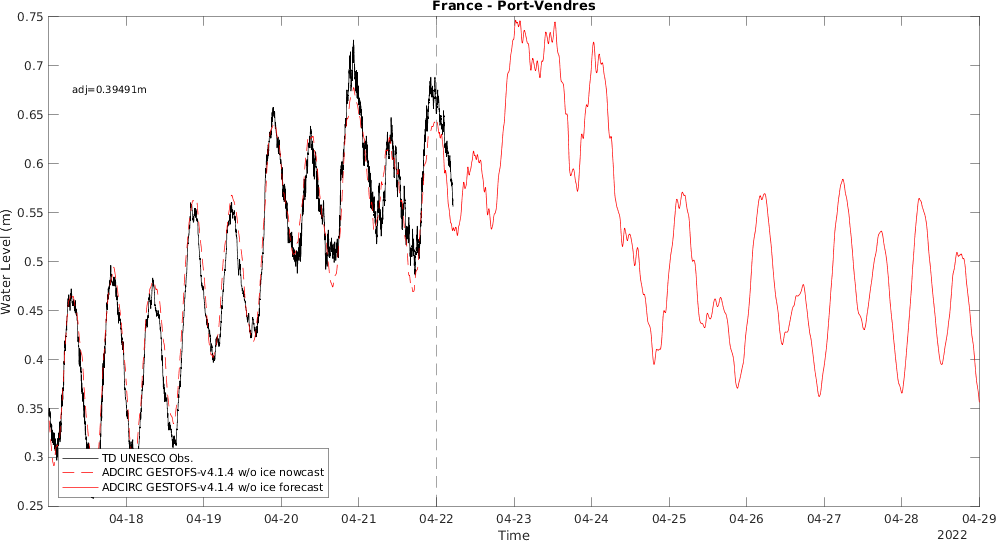 France - Port-Vendres
0.75
0.7
0.65
0.6
0.55
0.5
0.45
0.4
0.35
0.3
0.25
Water Level (m)
adj=0.39491m
TD UNESCO Obs.
ADCIRC GESTOFS-v4.1.4 w/o ice nowcast
ADCIRC GESTOFS-v4.1.4 w/o ice forecast
04-18 04-19 04-20 04-21 04-22 04-23 04-24 04-25 04-26 04-27 04-28 04-29
Time
2022